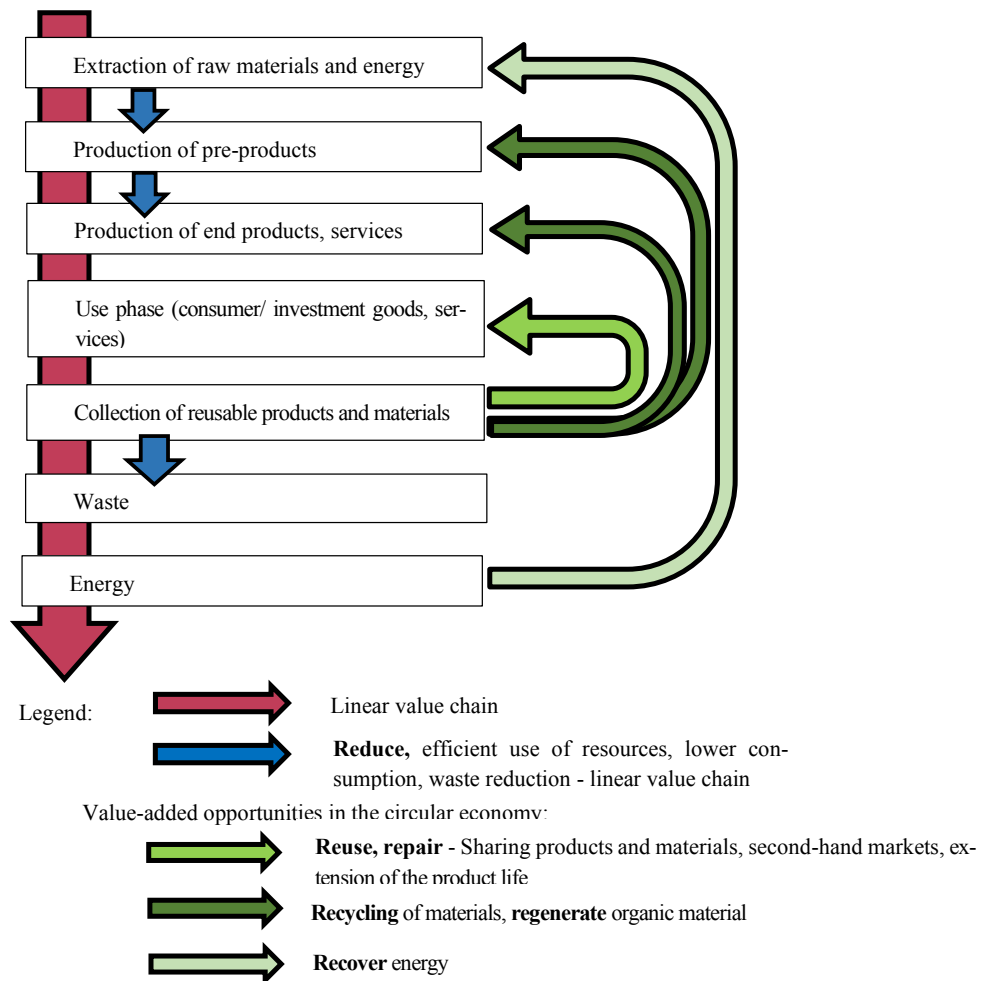 Extraction of raw materials and energy
Production of pre-products
Production of end products, services
Use phase (consumer/ investment goods, ser-
vices)
Collection of reusable products and materials
Waste
Energy
Legend:
Linear value chain
Reduce, efficient use of resources, lower con-
sumption, waste reduction - linear value chain
Value-added opportunities in the circular economy:
Reuse, repair - Sharing products and materials, second-hand markets, ex-
tension of the product life
Recycling of materials, regenerate organic material
Recover energy